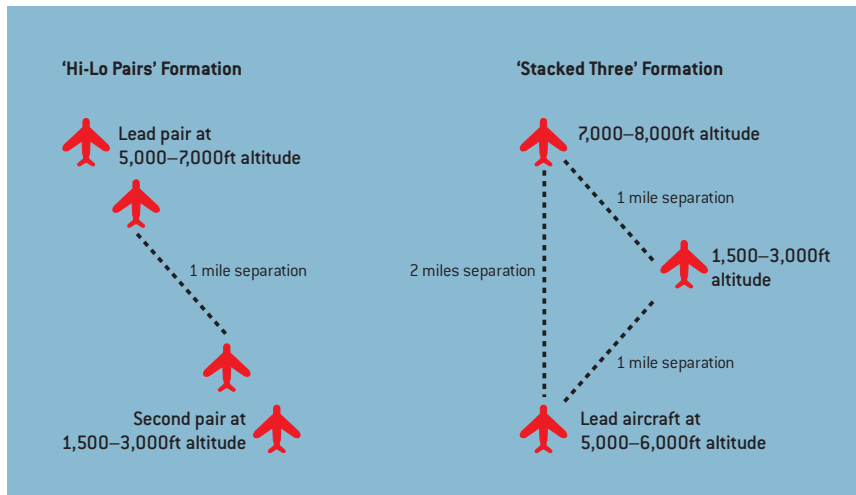 ‘Hi-Lo Pairs’ Formation
Lead pair at
5,000–7,000ft altitude
1 mile separation
Second pair at
1,500–3,000ft altitude
‘Stacked Three’ Formation
7,000–8,000ft altitude
1 mile separation
2 miles separation
1,500–3,000ft
altitude
1 mile separation
Lead aircraft at
5,000–6,000ft altitude